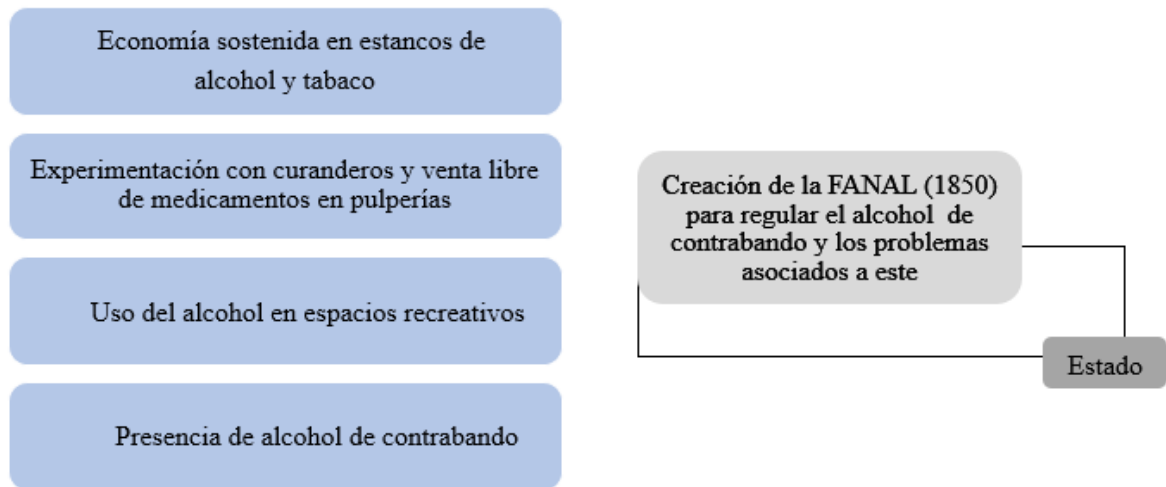 Economía sostenida en estancos de
alcohol y tabaco
Experimentación con curanderos y venta libre
de medicamentos en pulperías
Uso del alcohol en espacios recreativos
Presencia de alcohol de contrabando
Creación de la FANAL (1850)
para regular el alcohol de
contrabando y los problemas
asociados a este
Estado